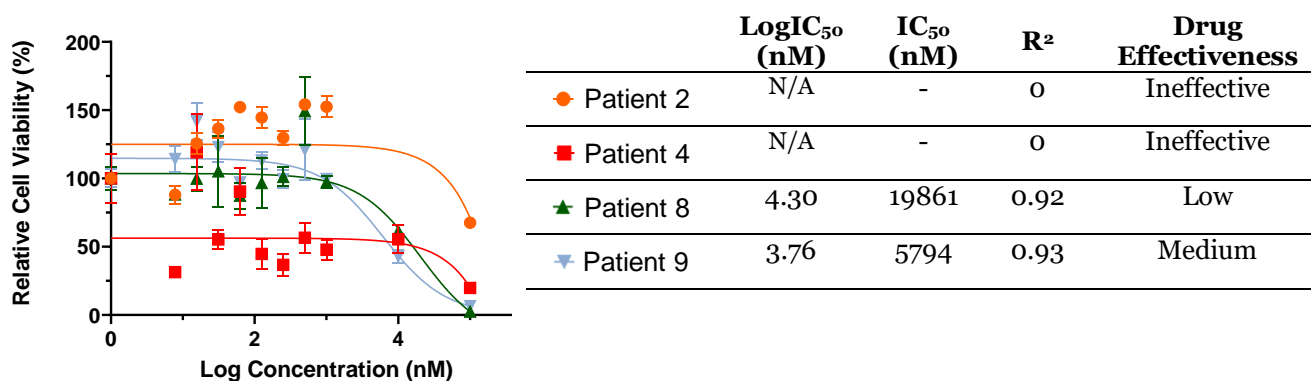 Relative Cell Viability (%)
200
150
100
50
0
0
2
4
Log Concentration (nM)
LogIC₅₀ (nM) IC₅₀ (nM) R² Drug Effectiveness
Patient 2 N/A - 0 Ineffective
Patient 4 N/A - 0 Ineffective
Patient 8 4.30 19861 0.92 Low
Patient 9 3.76 5794 0.93 Medium